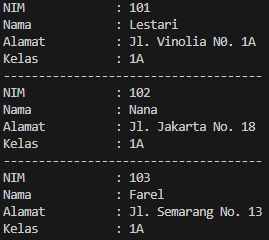 NIM : 101
Nama : Lestari
Alamat : Jl. Vinolia N0. 1A
Kelas : 1A
-------------------------------------
NIM : 102
Nama : Nana
Alamat : Jl. Jakarta No. 18
Kelas : 1A
-------------------------------------
NIM : 103
Nama : Farel
Alamat : Jl. Semarang No. 13
Kelas : 1A